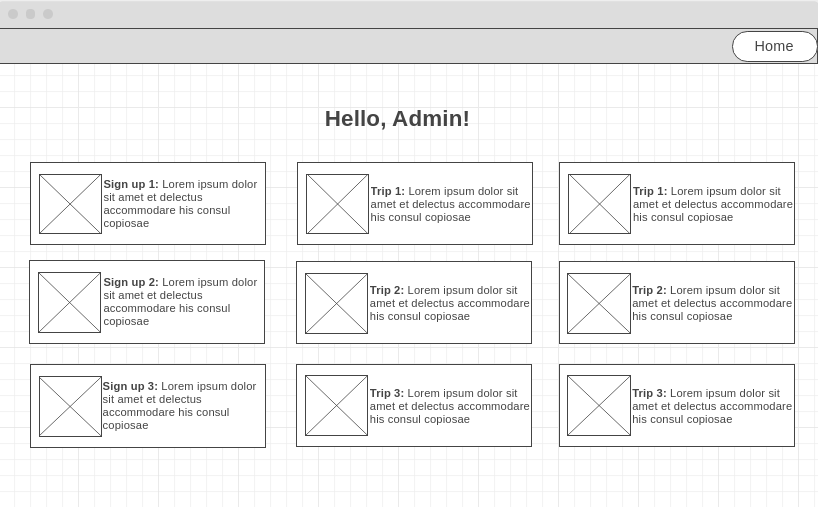 Home
Hello, Admin!
Sign up 1: Lorem ipsum dolor
sit amet et delectus
accommodare his consul
copiosae
Trip 1: Lorem ipsum dolor sit
amet et delectus accommodare
his consul copiosae
Trip 1: Lorem ipsum dolor sit
amet et delectus accommodare
his consul copiosae
Sign up 2: Lorem ipsum dolor
sit amet et delectus
accommodare his consul
copiosae
Trip 2: Lorem ipsum dolor sit
amet et delectus accommodare
his consul copiosae
Trip 2: Lorem ipsum dolor sit
amet et delectus accommodare
his consul copiosae
Sign up 3: Lorem ipsum dolor
sit amet et delectus
accommodare his consul
copiosae
Trip 3: Lorem ipsum dolor sit
amet et delectus accommodare
his consul copiosae
Trip 3: Lorem ipsum dolor sit
amet et delectus accommodare
his consul copiosae